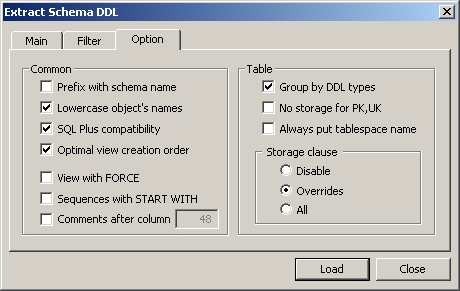 Extract Schema DDL
Main
Filter
Option
Common
Prefix with schema name
Lowercase object's names
SQL Plus compatibility
Optimal view creation order
View with FORCE
Sequences with START WITH
Comments after column 48
Table
Group by DDL types
No storage for PK,UK
Always put tablespace name
Storage clause
Disable
Overrides
All
Load
Close